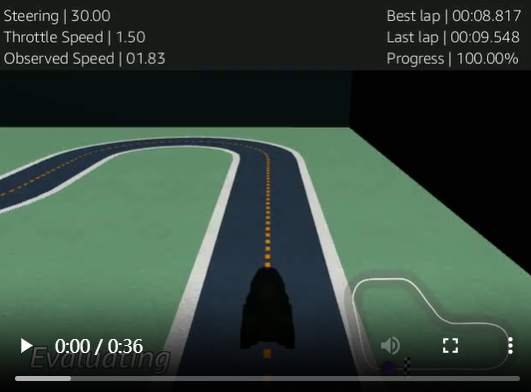 Steering | 30.00
Throttle Speed | 1.50
Observed Speed | 01.83
Best lap | 00:08.817
Last lap | 00:09.548
Progress | 100.00%
Evaluating
0:00 / 0:36